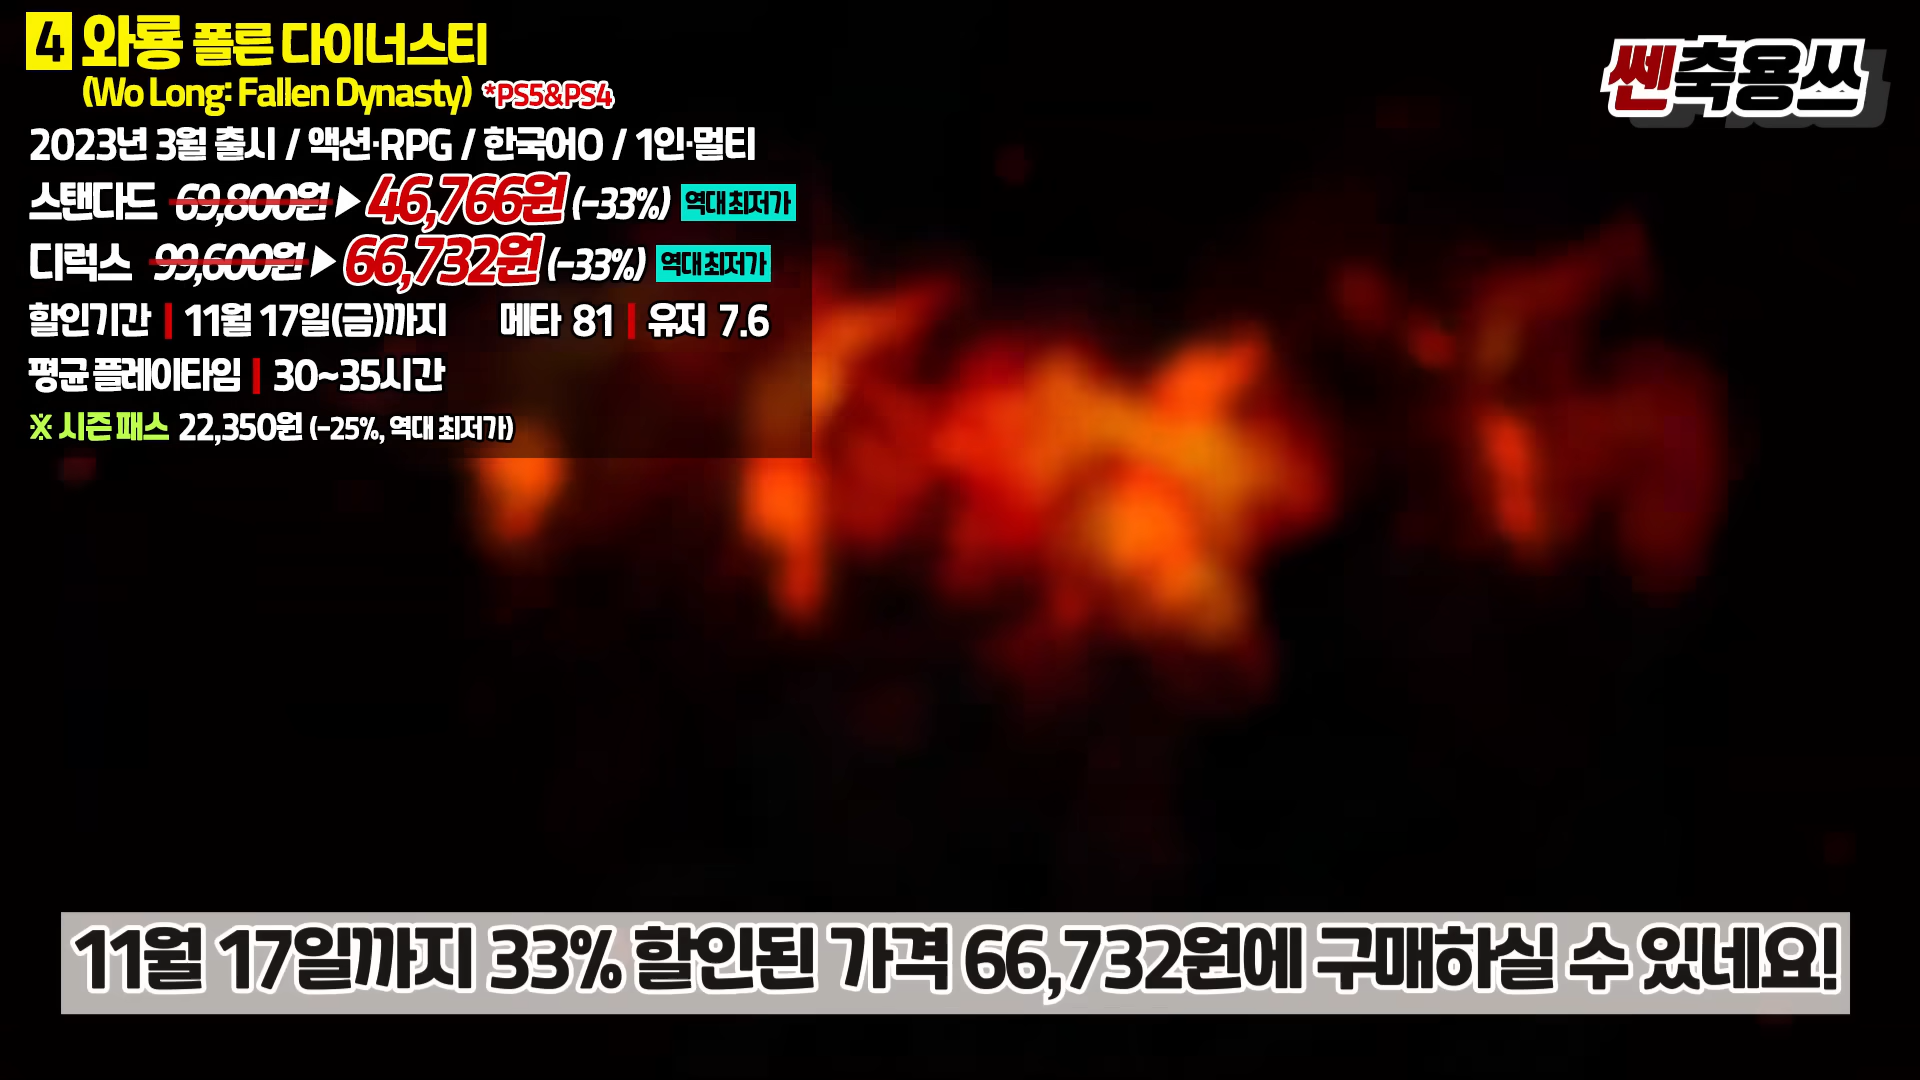 4 와룡 폴른 다이너스티
(Wo Long: Fallen Dynasty) *PS5&PS4
쎈축용쓰
2023년 3월 출시 / 액션·RPG / 한국어O / 1인·멀티
스탠다드 69,800원 ▶ 46,766원 (-33%) 역대 최저가
디럭스 99,600원 ▶ 66,732원 (-33%) 역대 최저가
할인기간 | 11월 17일(금)까지 메타 81 | 유저 7.6
평균 플레이타임 | 30~35시간
※ 시즌 패스 22,350원 (-25%, 역대 최저가)
11월 17일까지 33% 할인된 가격 66,732원에 구매하실 수 있네요!